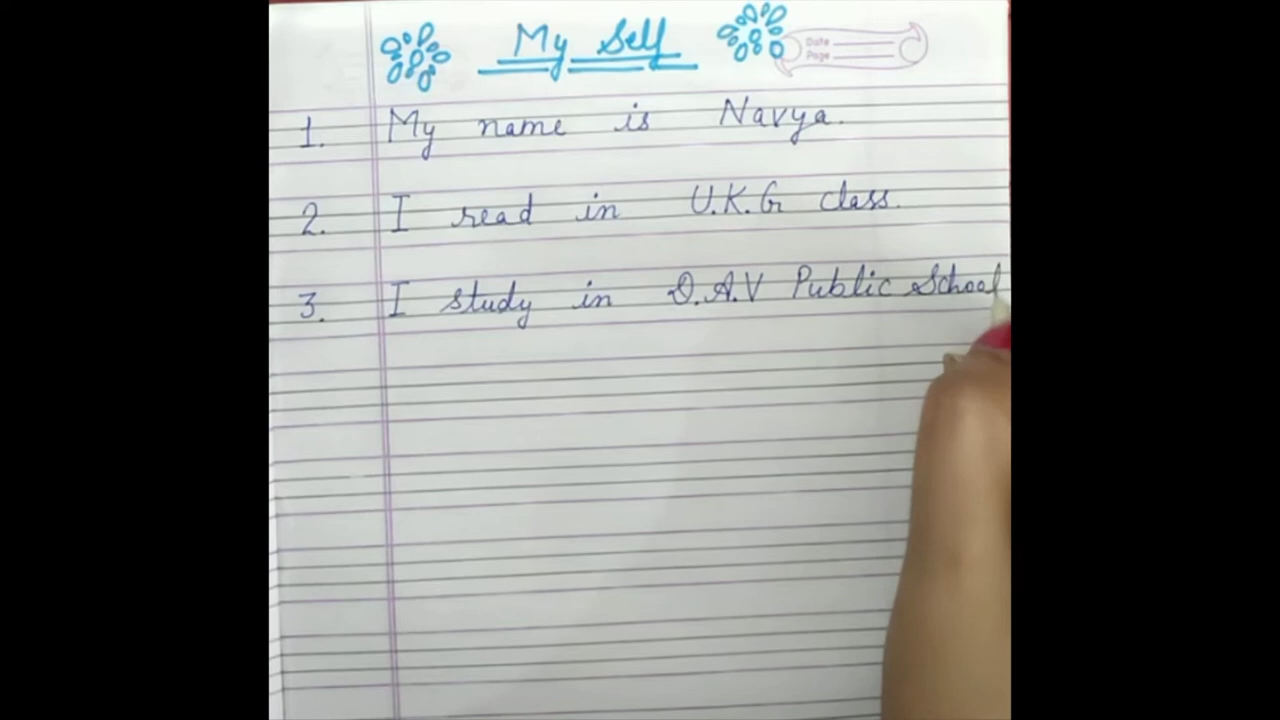 My Self
Date
Page
1. My name is Navya.
2. I read in U.K.G class.
3. I study in D.A.V Public School